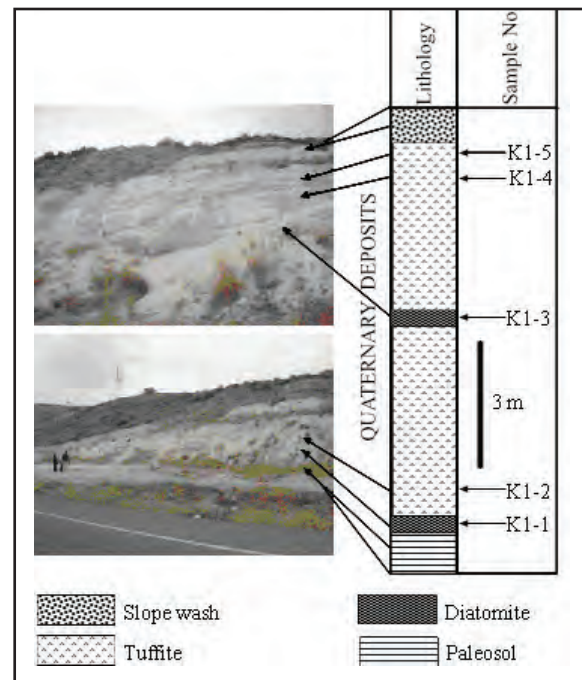 Lithology
Sample No
K1-5
K1-4
QUATERNARY DEPOSITS
K1-3
3 m
K1-2
K1-1
Slope wash
Diatomite
Tuffite
Paleosol